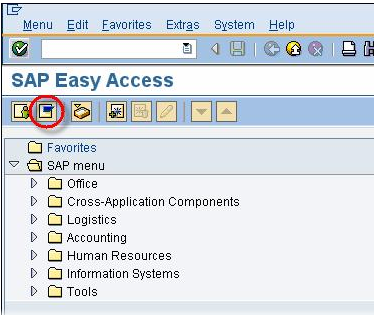 Menu Edit Favorites Extras System Help
SAP Easy Access
Favorites
SAP menu
Office
Cross-Application Components
Logistics
Accounting
Human Resources
Information Systems
Tools